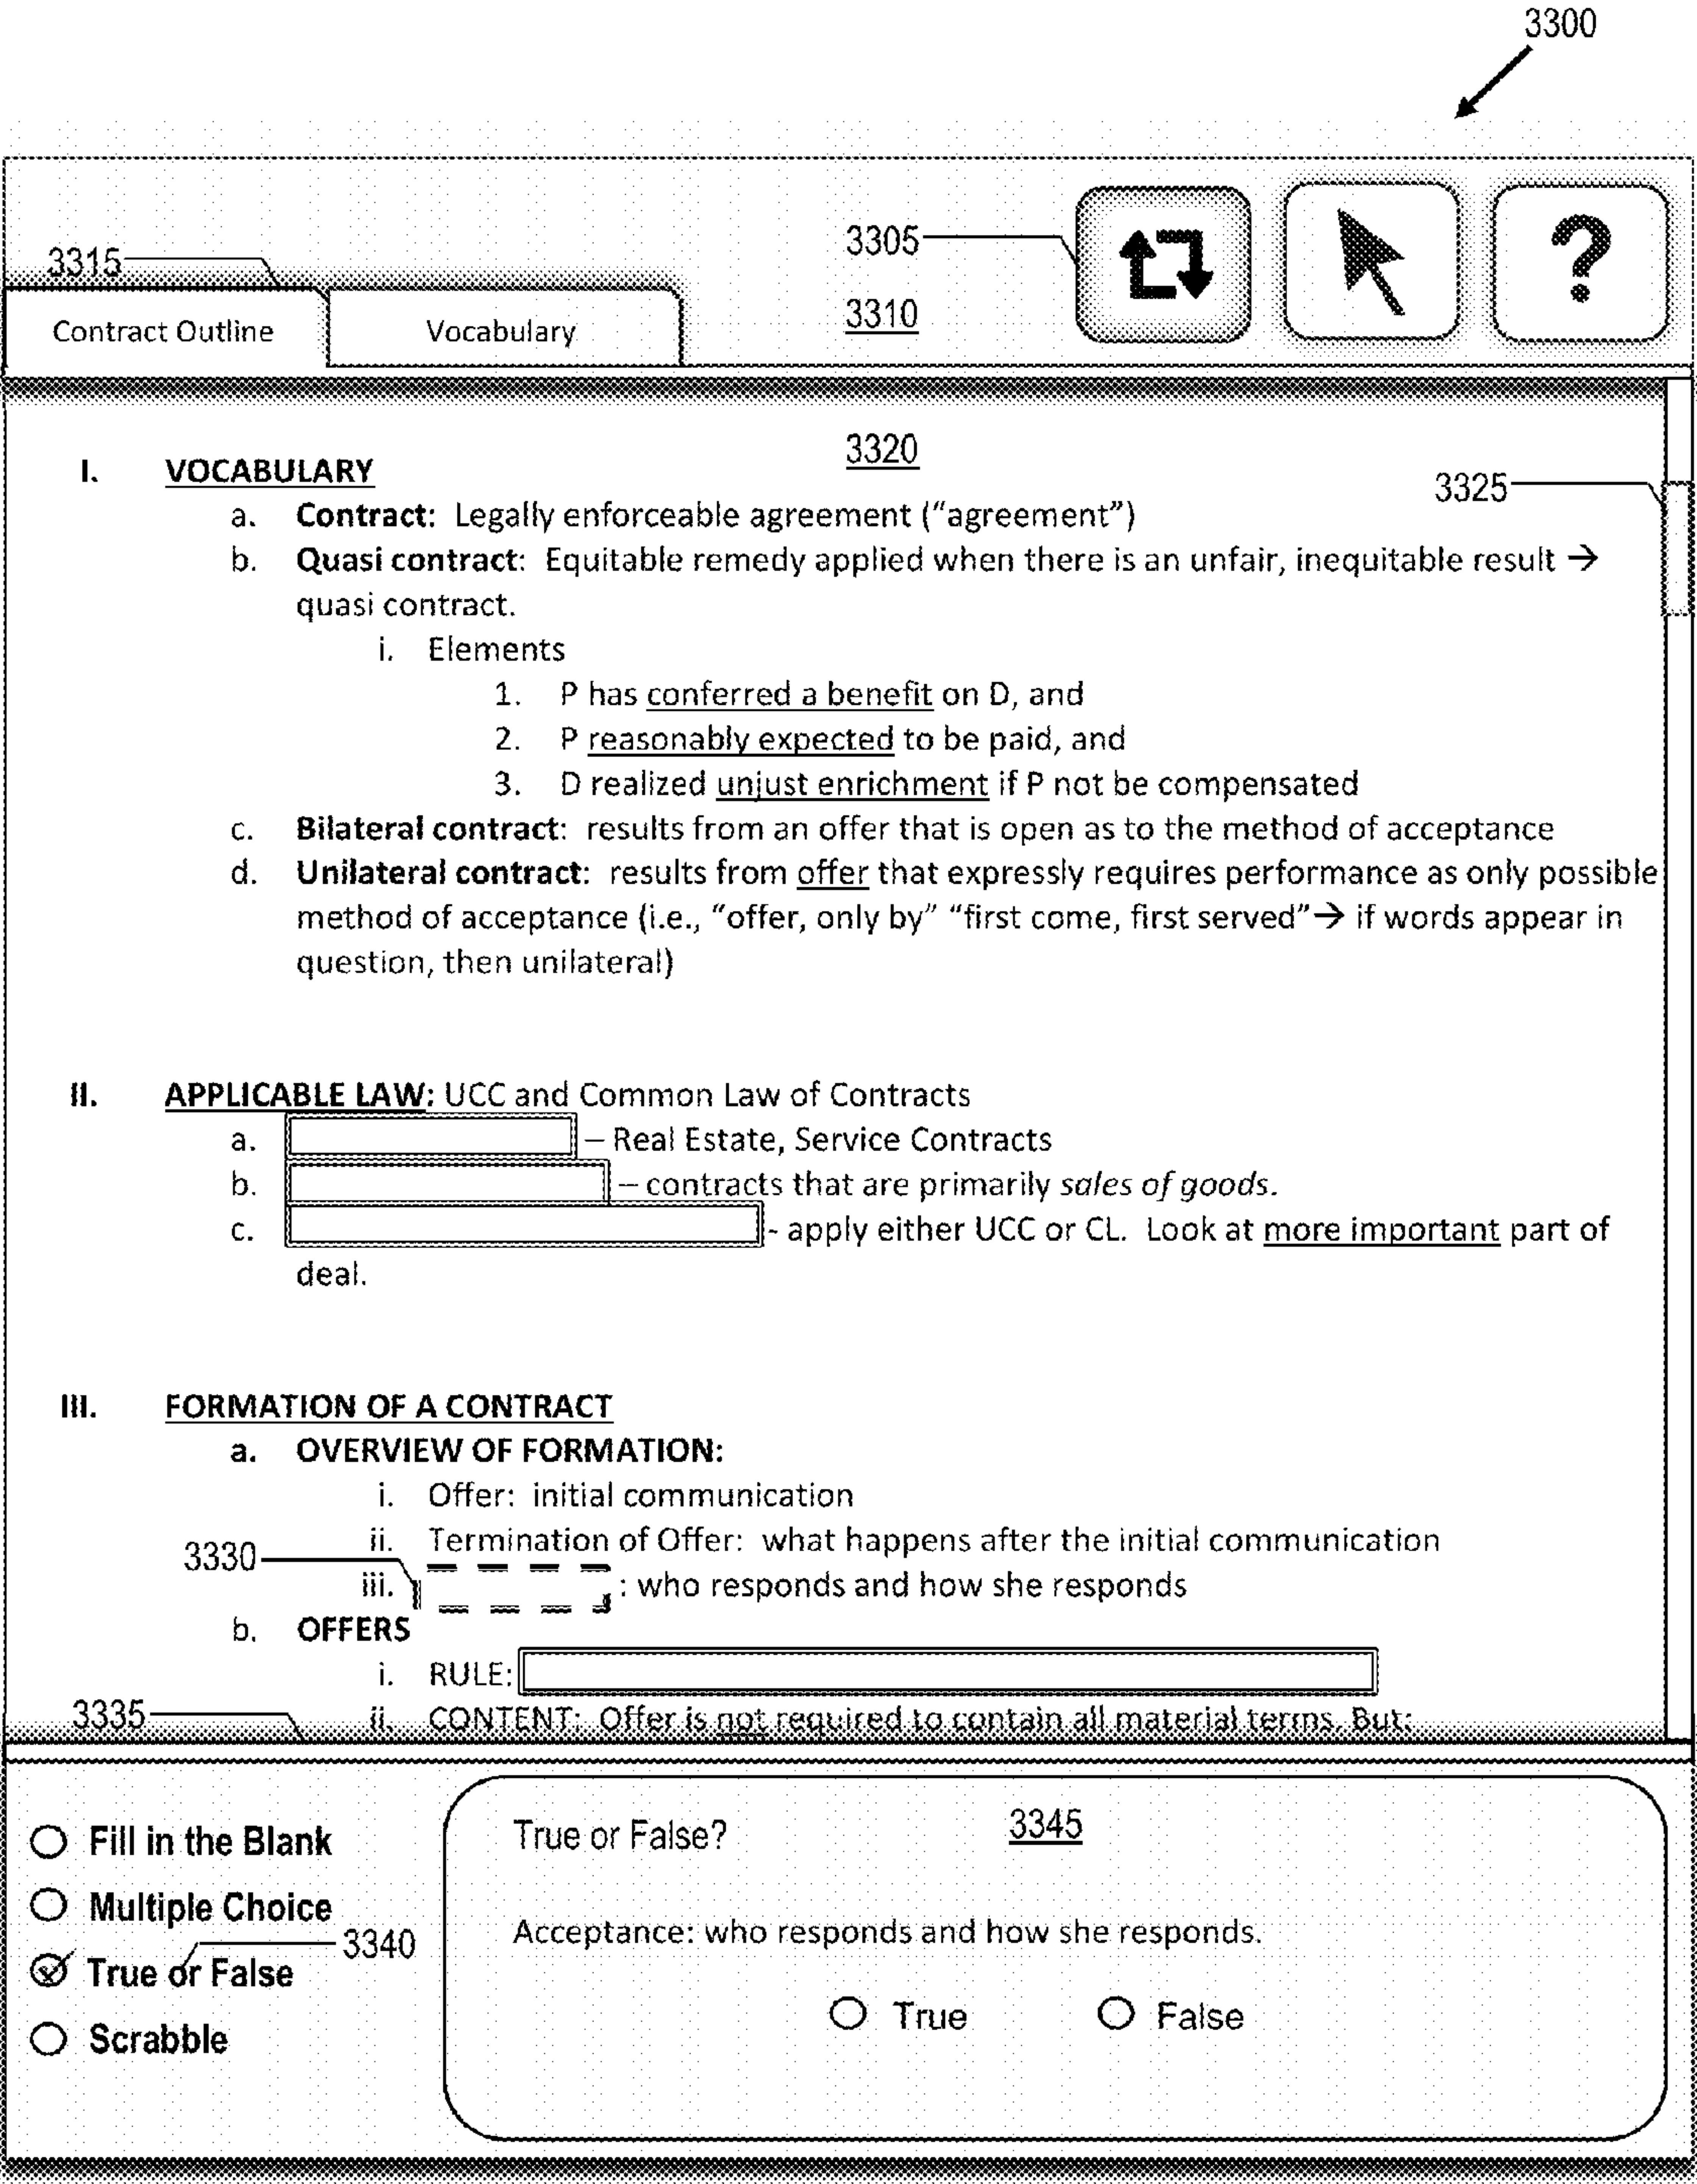 3300
3305
3315
3310
Contract Outline
Vocabulary
?
3320
I. VOCABULARY
3325
a. Contract: Legally enforceable agreement (“agreement”)
b. Quasi contract: Equitable remedy applied when there is an unfair, inequitable result →
quasi contract.
i. Elements
1. P has conferred a benefit on D, and
2. P reasonably expected to be paid, and
3. D realized unjust enrichment if P not be compensated
c. Bilateral contract: results from an offer that is open as to the method of acceptance
d. Unilateral contract: results from offer that expressly requires performance as only possible
method of acceptance (i.e., “offer, only by” “first come, first served”→ if words appear in
question, then unilateral)
II. APPLICABLE LAW: UCC and Common Law of Contracts
a. – Real Estate, Service Contracts
b. – contracts that are primarily sales of goods.
c. - apply either UCC or CL. Look at more important part of
deal.
III. FORMATION OF A CONTRACT
a. OVERVIEW OF FORMATION:
i. Offer: initial communication
ii. Termination of Offer: what happens after the initial communication
3330
iii. : who responds and how she responds
b. OFFERS
i. RULE:
3335
ii. CONTENT: Offer is not required to contain all material terms. But:
Fill in the Blank
Multiple Choice
3340
True or False
Scrabble
True or False?
3345
Acceptance: who responds and how she responds.
True
False